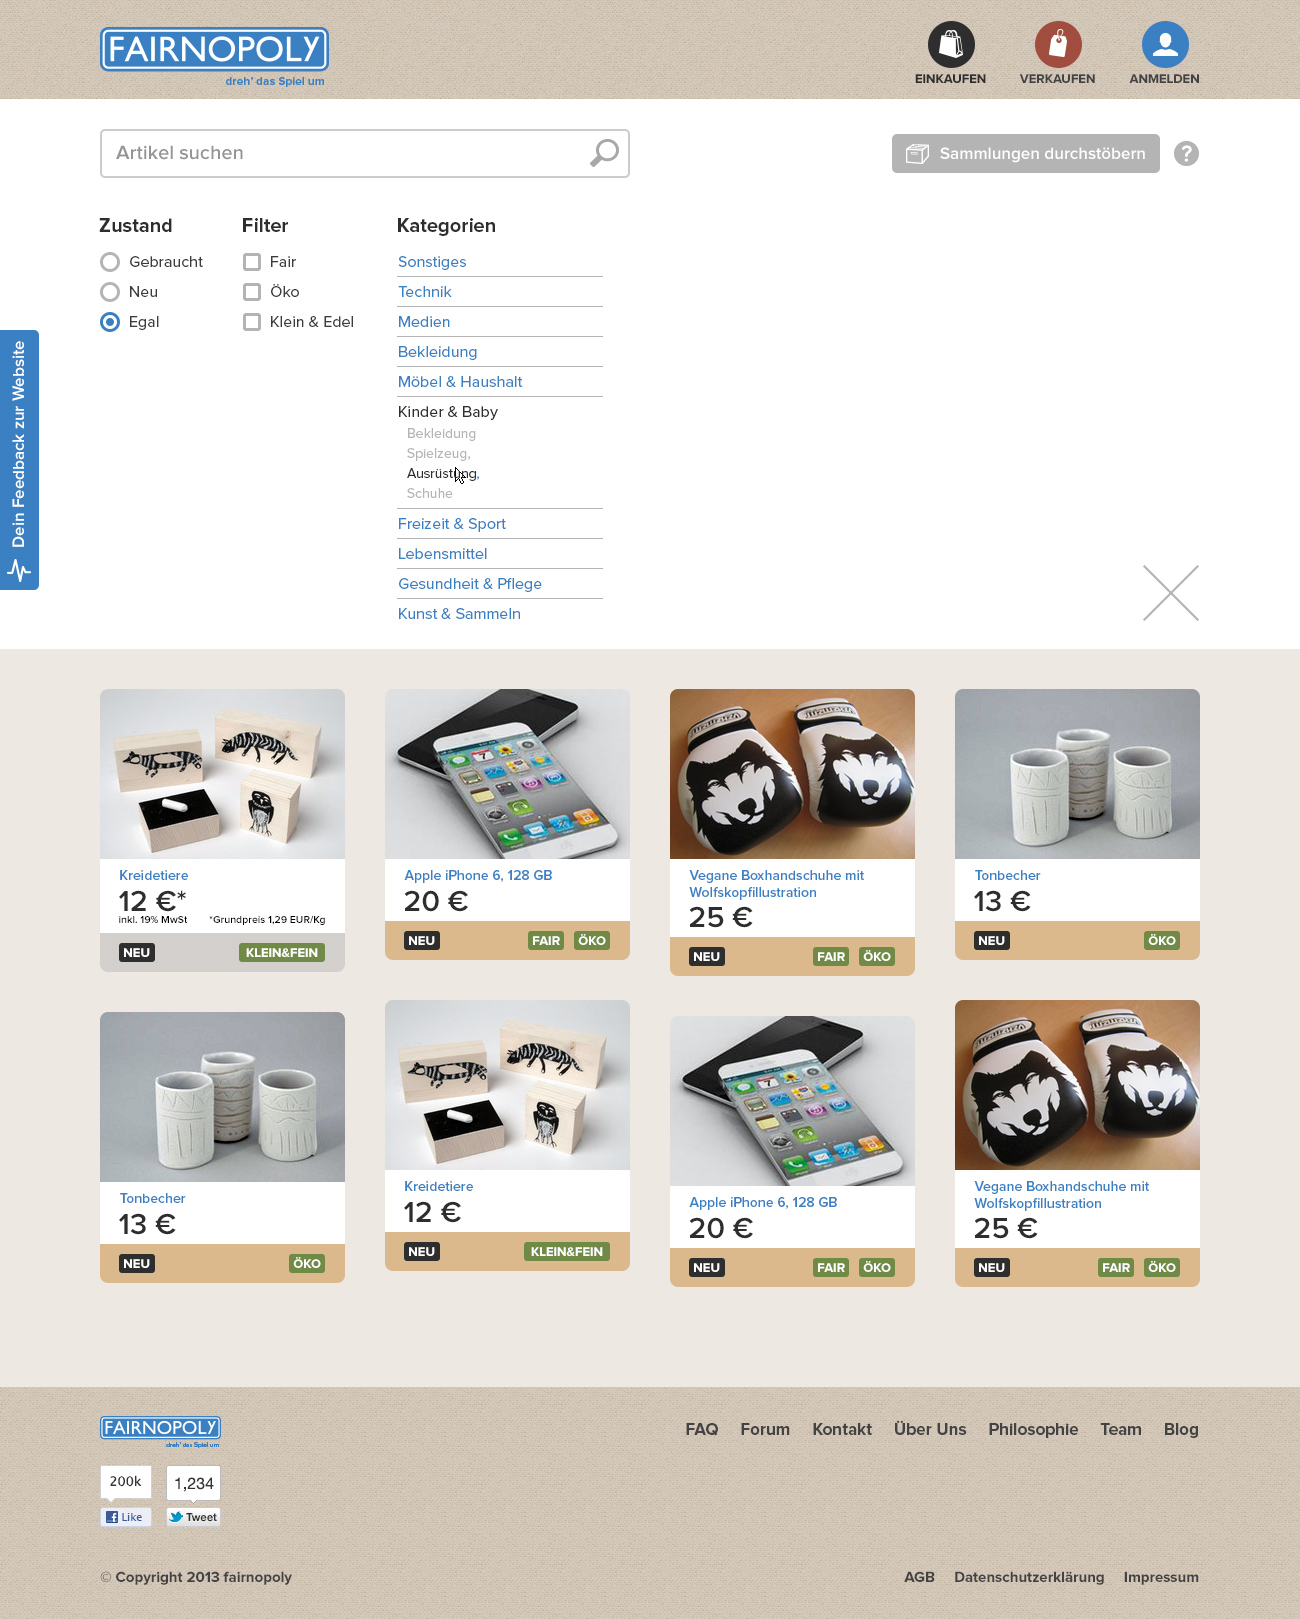 FAIRNOPOLY
dreh' das Spiel um
EINKAUFEN
VERKAUFEN
ANMELDEN
Artikel suchen
Sammlungen durchstöbern
?
Zustand
Gebraucht
Neu
Egal
Filter
Fair
Öko
Klein & Edel
Kategorien
Sonstiges
Technik
Medien
Bekleidung
Möbel & Haushalt
Kinder & Baby
Bekleidung
Spielzeug,
Ausrüstung,
Schuhe
Freizeit & Sport
Lebensmittel
Gesundheit & Pflege
Kunst & Sammeln
Dein Feedback zur Website
Kreidetiere
12 €*
inkl. 19% MwSt *Grundpreis 1,29 EUR/Kg
NEU KLEIN&FEIN
Apple iPhone 6, 128 GB
20 €
NEU FAIR ÖKO
Vegane Boxhandschuhe mit
Wolfskopfillustration
25 €
NEU FAIR ÖKO
Tonbecher
13 €
NEU ÖKO
Tonbecher
13 €
NEU ÖKO
Kreidetiere
12 €
NEU KLEIN&FEIN
Apple iPhone 6, 128 GB
20 €
NEU FAIR ÖKO
Vegane Boxhandschuhe mit
Wolfskopfillustration
25 €
NEU FAIR ÖKO
FAIRNOPOLY
dreh' das Spiel um
FAQ Forum Kontakt Über Uns Philosophie Team Blog
200k
1,234
Like
Tweet
© Copyright 2013 fairnopoly
AGB Datenschutzerklärung Impressum